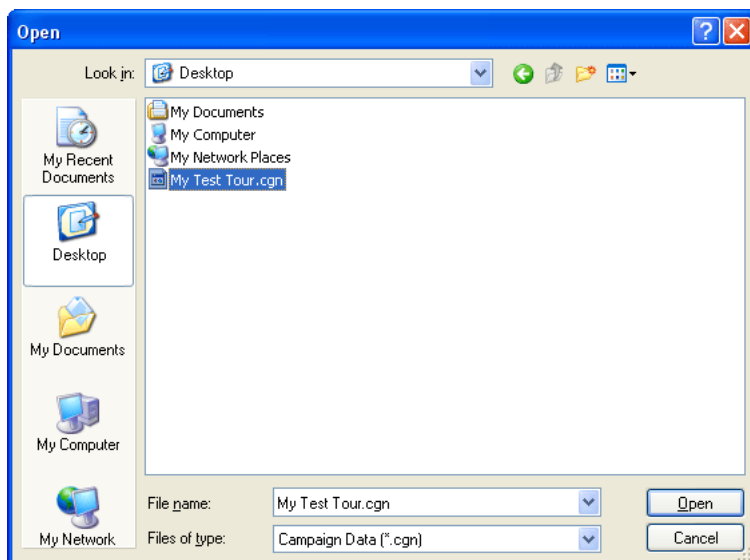 Open
Look in: Desktop
My Recent
Documents
Desktop
My Documents
My Computer
My Network
My Documents
My Computer
My Network Places
My Test Tour.cgn
File name: My Test Tour.cgn Open
Files of type: Campaign Data (*.cgn) Cancel